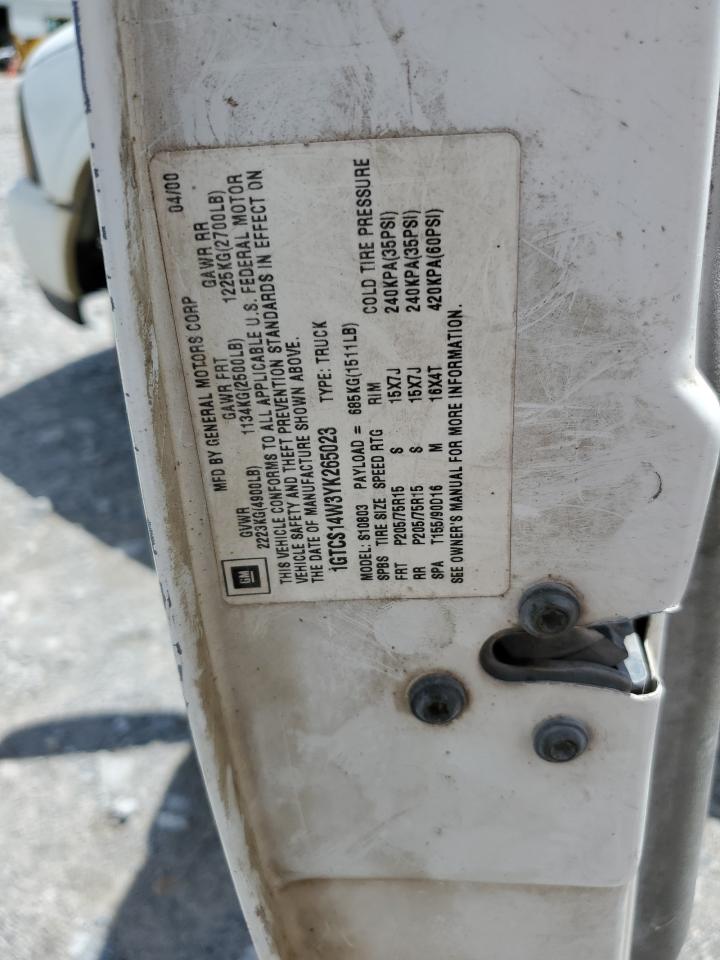 MFD BY GENERAL MOTORS CORP 04/00
GVWR GAWR FRT GAWR RR
2223KG(4900LB) 1134KG(2500LB) 1225KG(2700LB)
THIS VEHICLE CONFORMS TO ALL APPLICABLE U.S. FEDERAL MOTOR
VEHICLE SAFETY AND THEFT PREVENTION STANDARDS IN EFFECT ON
THE DATE OF MANUFACTURE SHOWN ABOVE.
1GTCS14W3YK265023 TYPE: TRUCK
MODEL: S10803 PAYLOAD = 685KG(1511LB)
SPBS TIRE SIZE SPEED RTG RIM COLD TIRE PRESSURE
FRT P205/75R15 S 15X7J 240KPA(35PSI)
RR P205/75R15 S 15X7J 240KPA(35PSI)
SPA T155/90D16 M 16X4T 420KPA(60PSI)
SEE OWNER'S MANUAL FOR MORE INFORMATION.
GM